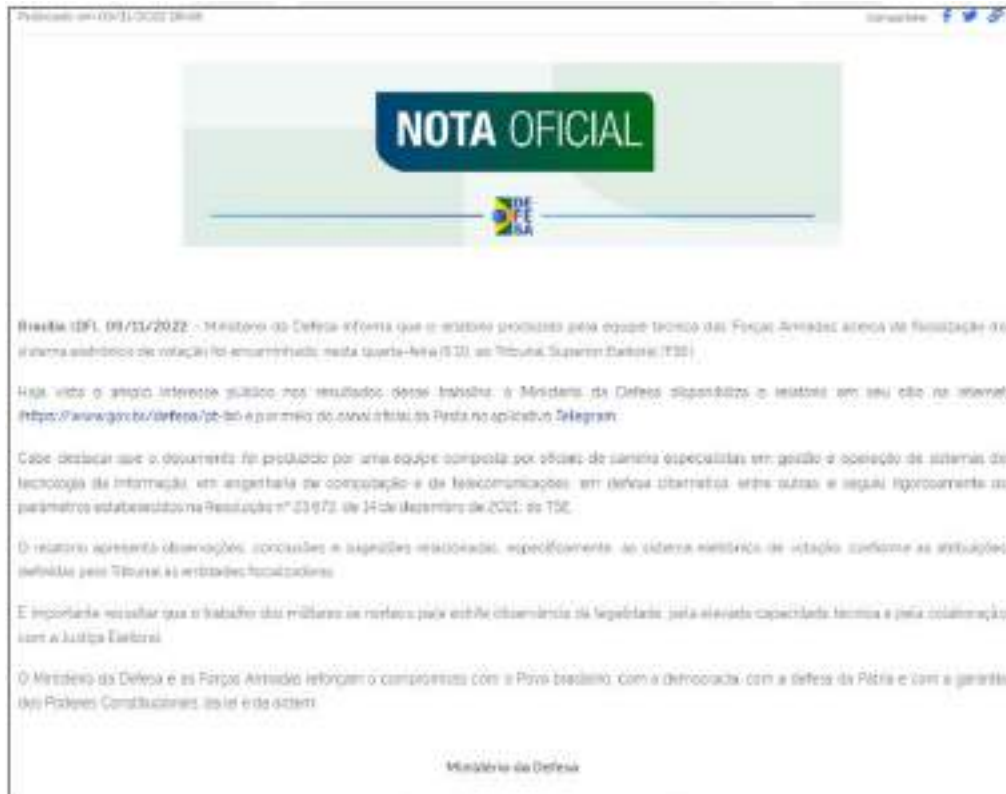 Publicado em 09/11/2022
Compartilhe:
NOTA OFICIAL
DE
FE
SA
Brasília (DF), 09/11/2022 - Ministério da Defesa informa que o relatório produzido pela equipe técnica das Forças Armadas acerca da fiscalização do
sistema eletrônico de votação foi encaminhado, nesta quarta-feira ao Tribunal Superior Eleitoral (TSE).
Haja vista o amplo interesse público nos resultados desse trabalho, o Ministério da Defesa disponibiliza o relatório em seu sítio na internet
(https://www.gov.br/defesa/pt-br) e por meio do canal oficial da Pasta no aplicativo Telegram.
Cabe destacar que o documento foi produzido por uma equipe composta por oficiais de carreira especialistas em gestão e operação de sistemas de
tecnologia da informação, em engenharia de computação e de telecomunicações, em defesa cibernética, entre outras, e seguiu rigorosamente os
parâmetros estabelecidos na Resolução nº 23.673, de 14 de dezembro de 2021, do TSE.
O relatório apresenta observações, conclusões e sugestões relacionadas, especificamente, ao sistema eletrônico de votação, conforme as atribuições
definidas pelo Tribunal às entidades fiscalizadoras.
É importante ressaltar que o trabalho dos militares se norteou pela estrita observância da legalidade, pela elevada capacidade técnica e pela colaboração
com a Justiça Eleitoral.
O Ministério da Defesa e as Forças Armadas reforçam o compromisso com o Povo brasileiro, com a democracia, com a defesa da Pátria e com a garantia
dos Poderes Constitucionais, da lei e da ordem.
Ministério da Defesa